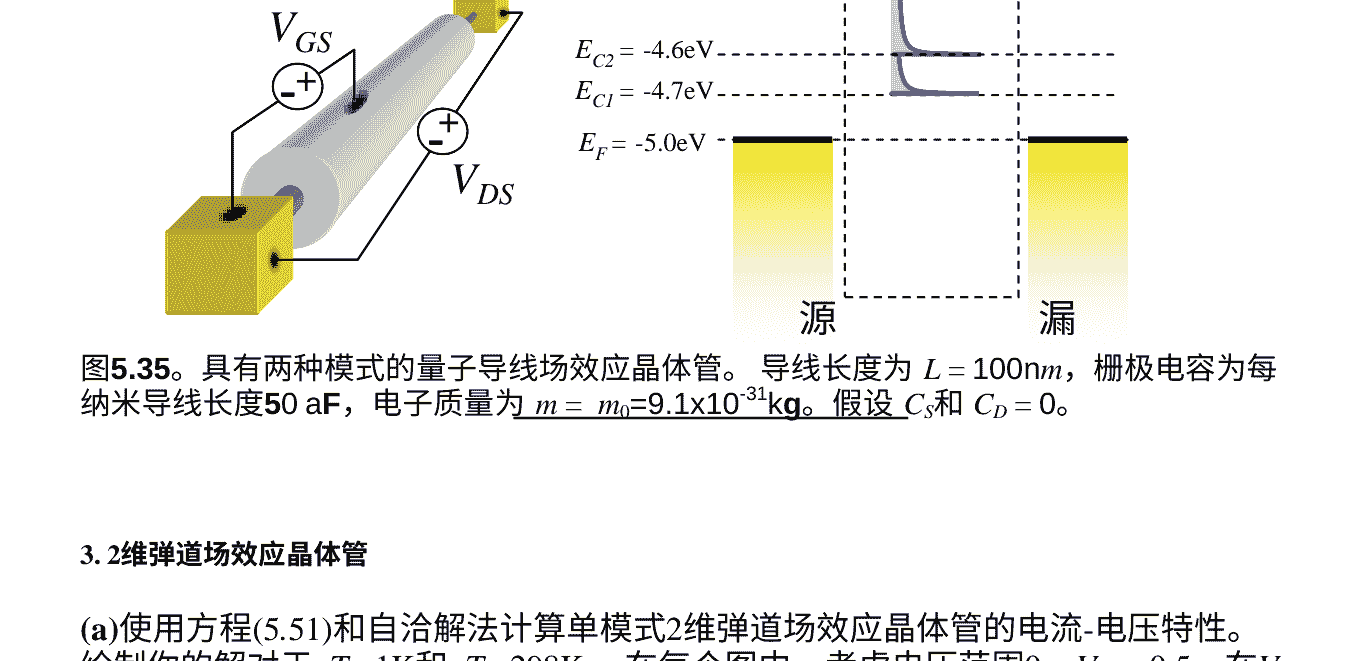 V_GS
V_DS
E_C2 = -4.6eV
E_C1 = -4.7eV
E_F = -5.0eV
源
漏
图5.35。具有两种模式的量子导线场效应晶体管。 导线长度为 L = 100nm，栅极电容为每
纳米导线长度50 aF，电子质量为 m = m₀=9.1x10⁻³¹kg。假设 C_S和 C_D = 0。
3. 2维弹道场效应晶体管
(a)使用方程(5.51)和自洽解法计算单模式2维弹道场效应晶体管的电流-电压特性。